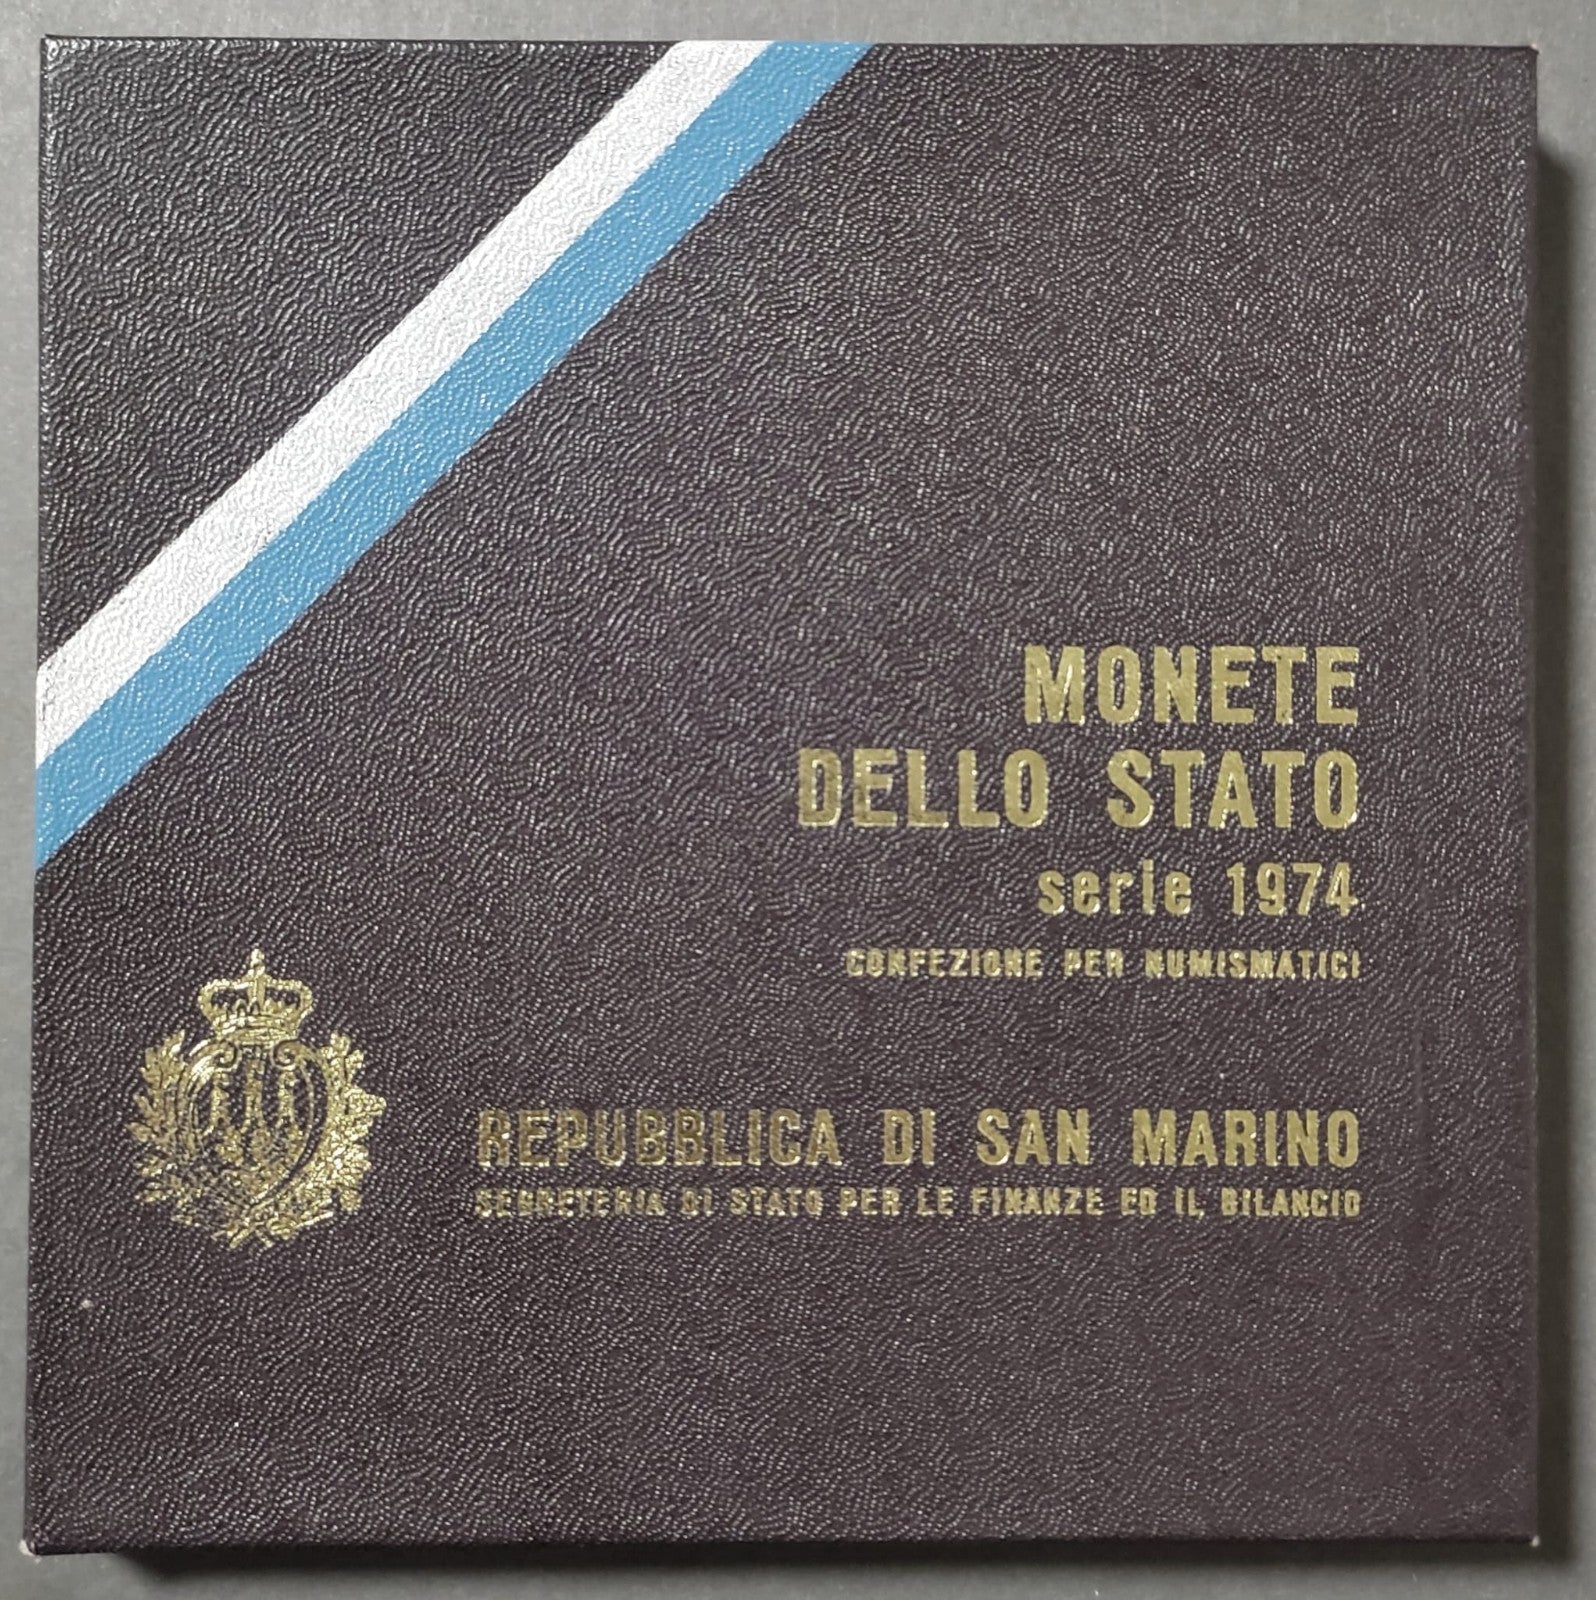 MONETE
DELLO STATO
serie 1974
CONFEZIONE PER NUMISMATICI
REPUBBLICA DI SAN MARINO
SEGRETERIA DI STATO PER LE FINANZE ED IL BILANCIO